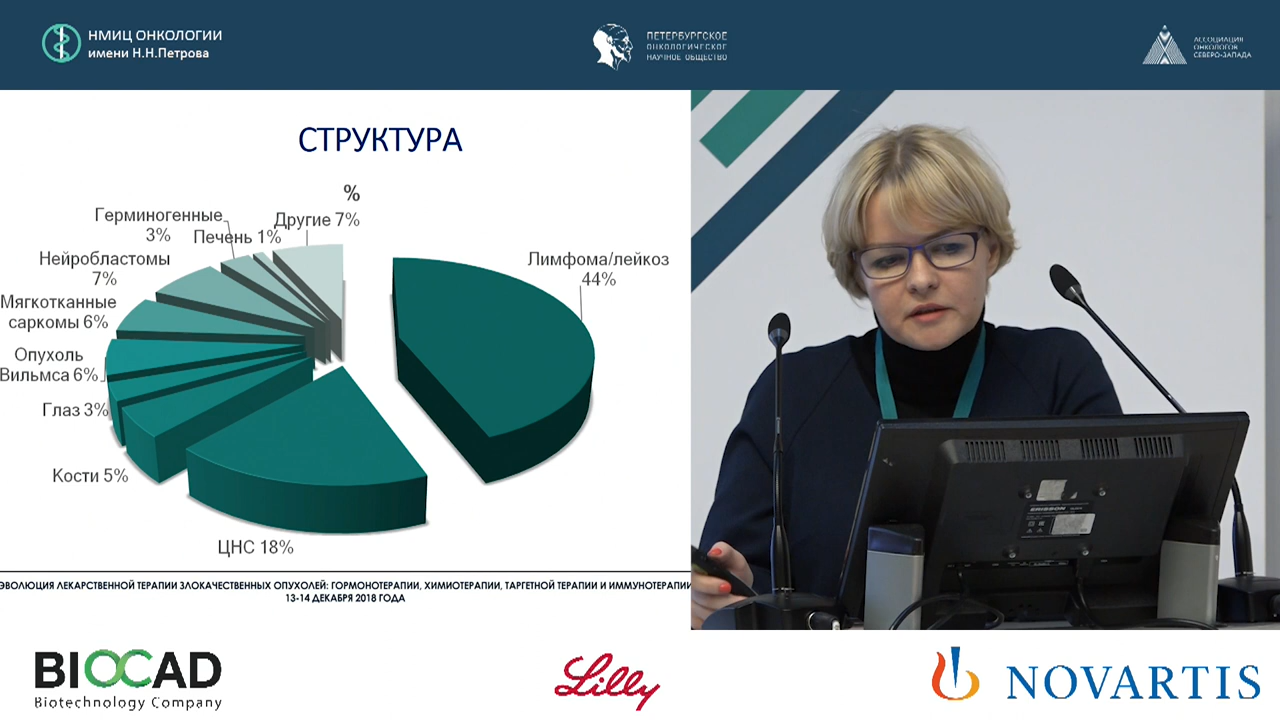 НМИЦ ОНКОЛОГИИ
имени Н.Н.Петрова
ПЕТЕРБУРГСКОЕ
ОНКОЛОГИЧЕСКОЕ
НАУЧНОЕ ОБЩЕСТВО
АССОЦИАЦИЯ
ОНКОЛОГОВ
СЕВЕРО-ЗАПАДА
СТРУКТУРА
%
Герминогенные
3%
Печень 1%
Другие 7%
Нейробластомы
7%
Лимфома/лейкоз
44%
Мягкотканные
саркомы 6%
Опухоль
Вильмса 6%
Глаз 3%
Кости 5%
ЦНС 18%
ЭВОЛЮЦИЯ ЛЕКАРСТВЕННОЙ ТЕРАПИИ ЗЛОКАЧЕСТВЕННЫХ ОПУХОЛЕЙ: ГОРМОНОТЕРАПИИ, ХИМИОТЕРАПИИ, ТАРГЕТНОЙ ТЕРАПИИ И ИММУНОТЕРАПИИ
13-14 ДЕКАБРЯ 2018 ГОДА
ERISSON
BIOCAD
Biotechnology Company
Lilly
NOVARTIS